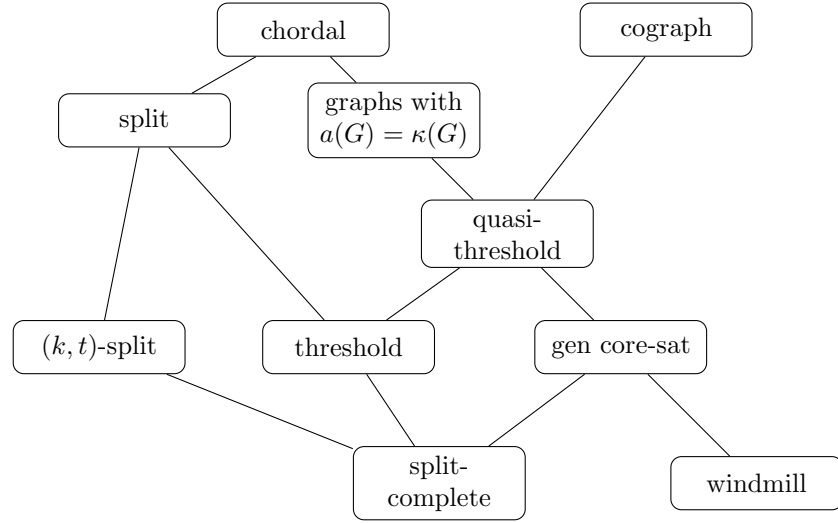 chordal
cograph
split
graphs with
a(G) = κ(G)
quasi-
threshold
(k, t)-split
threshold
gen core-sat
split-
complete
windmill